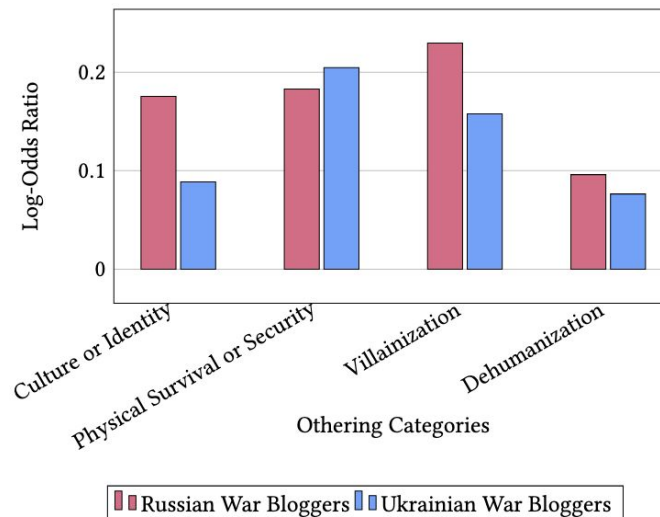 0.2
0.1
0
Log-Odds Ratio
Culture or Identity
Physical Survival or Security
Villainization
Dehumanization
Othering Categories
Russian War Bloggers Ukrainian War Bloggers